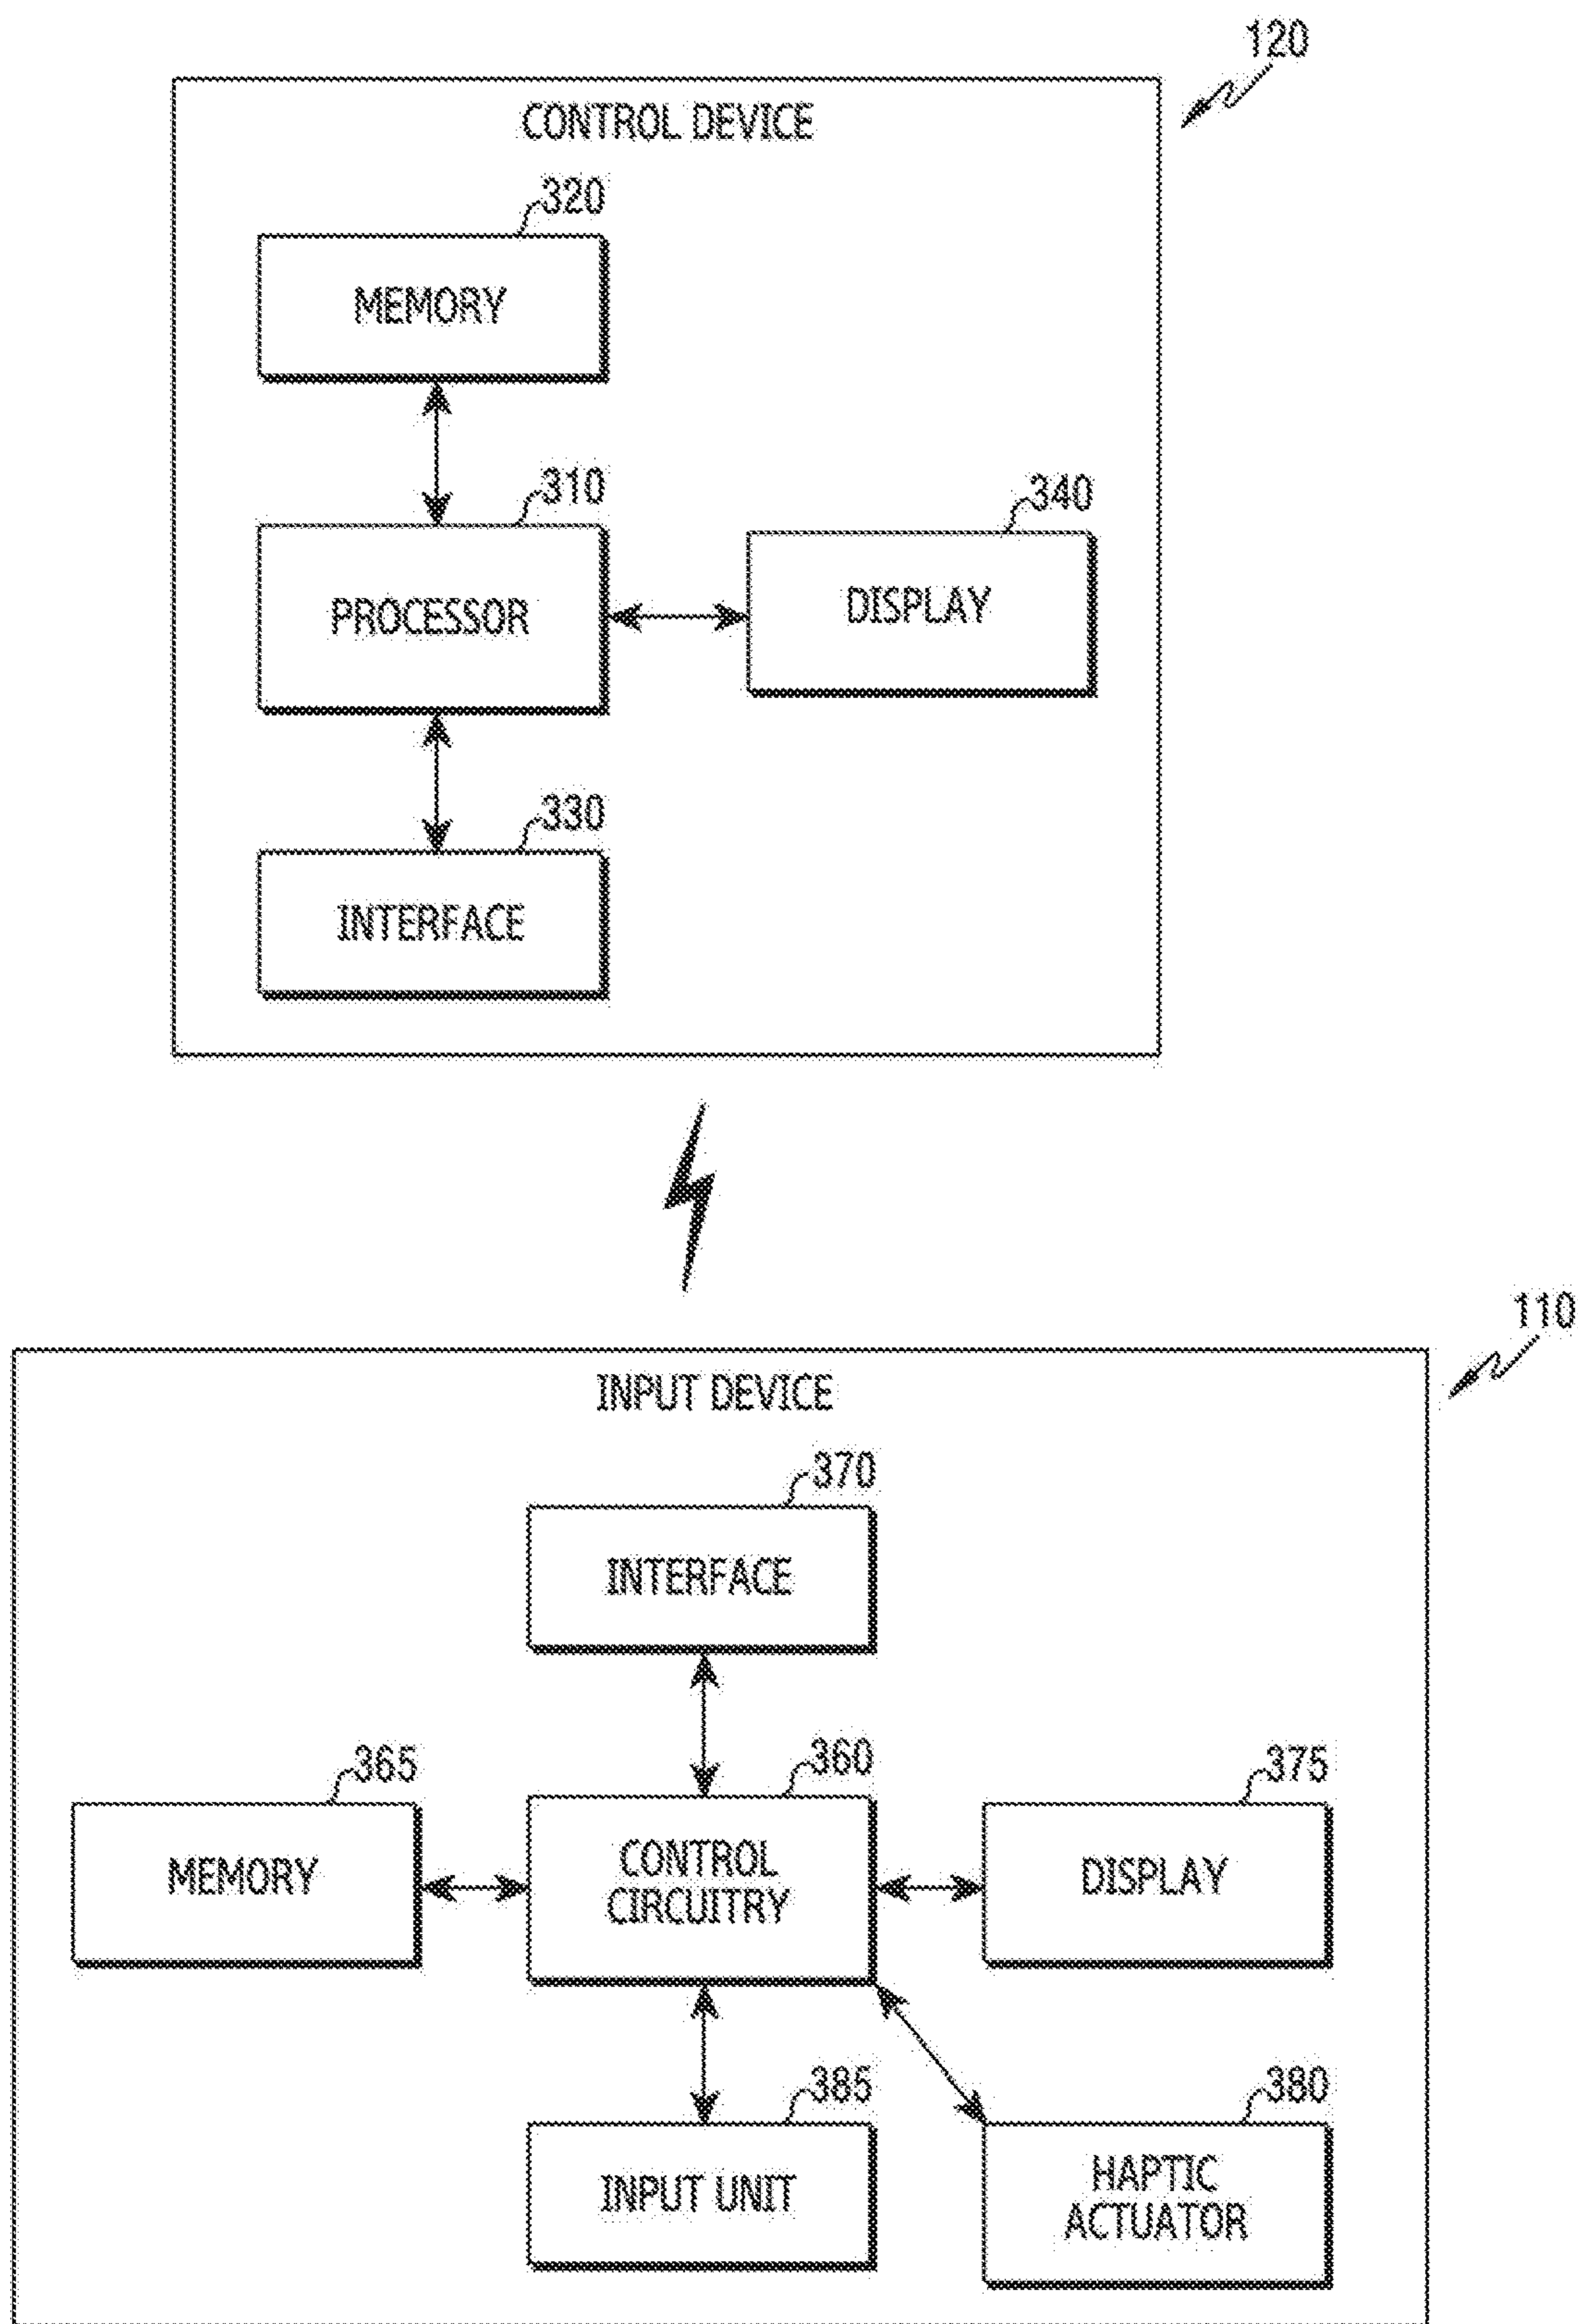 120
CONTROL DEVICE
320
MEMORY
310
PROCESSOR
340
DISPLAY
330
INTERFACE
110
INPUT DEVICE
370
INTERFACE
365
MEMORY
360
CONTROL
CIRCUITRY
375
DISPLAY
385
INPUT UNIT
380
HAPTIC
ACTUATOR